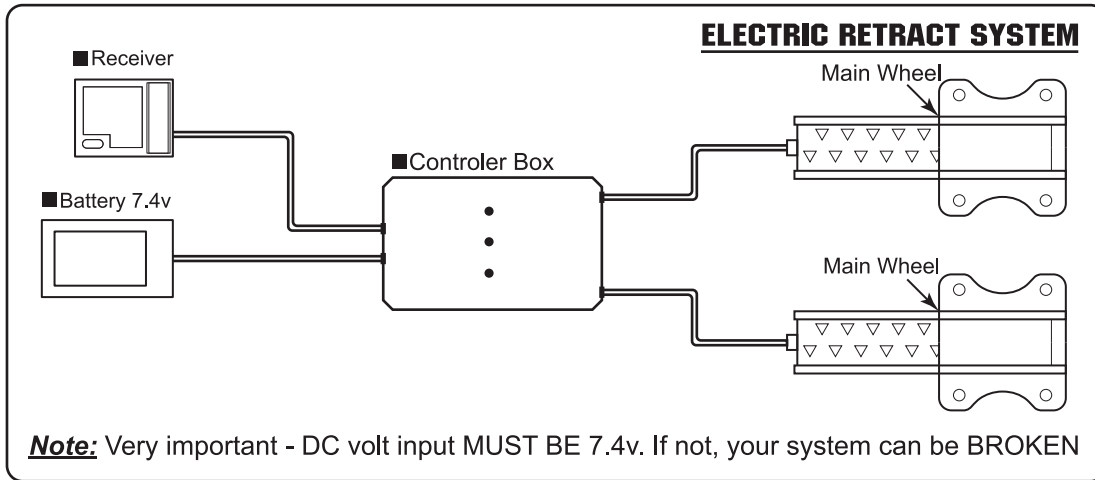 ELECTRIC RETRACT SYSTEM
■Receiver
Main Wheel
■Controler Box
■Battery 7.4v
Main Wheel
Note: Very important - DC volt input MUST BE 7.4v. If not, your system can be BROKEN